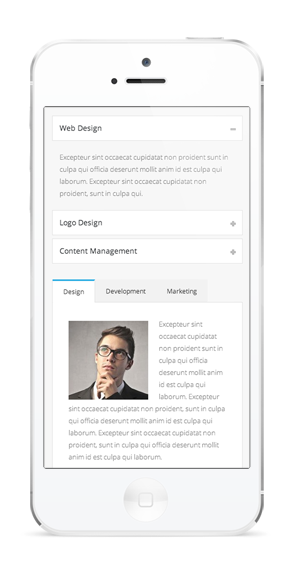 Web Design
Excepteur sint occaecat cupidatat non proident sunt in
culpa qui officia deserunt mollit anim id est culpa qui
laborum. Excepteur sint occaecat cupidatat non
proident, sunt in culpa qui.
Logo Design
Content Management
Design Development Marketing
Excepteur sint
occaecat cupidatat
non proident sunt in
culpa qui officia
deserunt mollit anim
id est culpa qui
laborum. Excepteur
sint occaecat cupidatat non proident, sunt in culpa
qui officia deserunt mollit anim id est culpa qui
laborum. Excepteur sint occaecat cupidatat non
proident, sunt in culpa qui officia deserunt mollit
anim id est laborum.